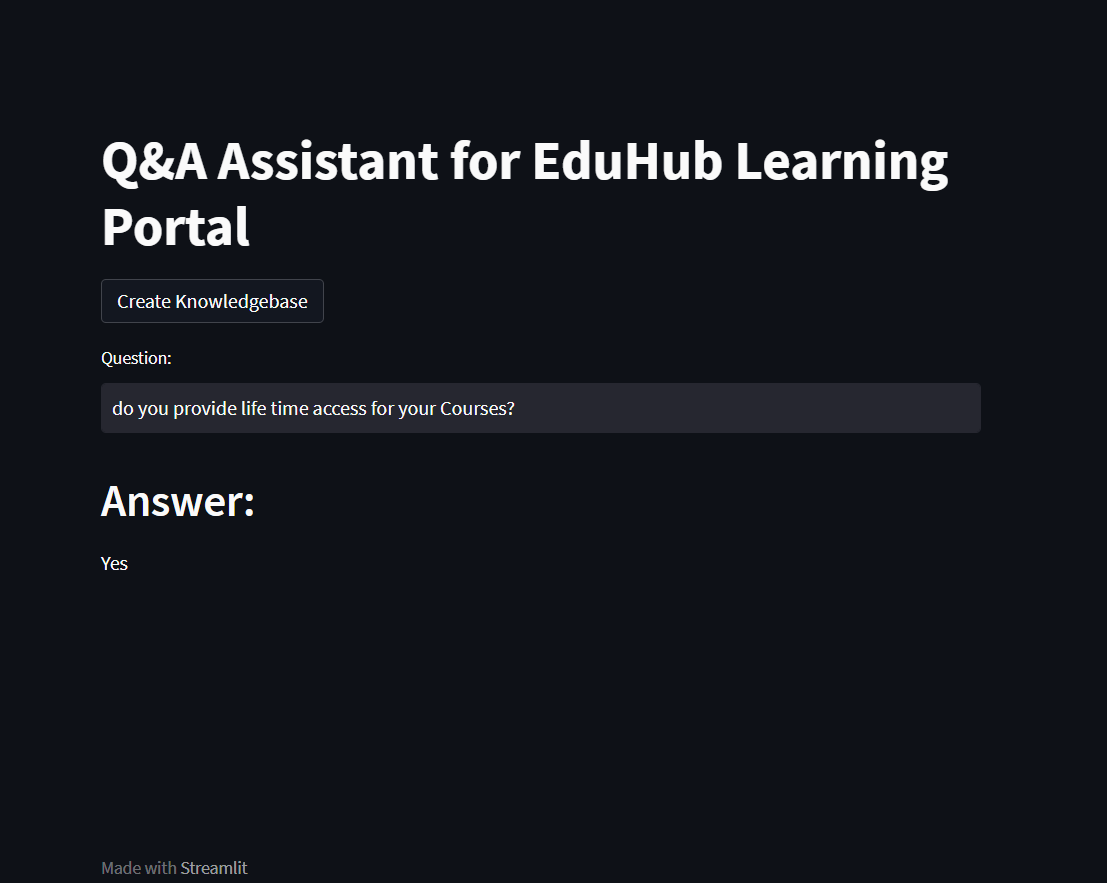 Q&A Assistant for EduHub Learning
Portal
Create Knowledgebase
Question:
do you provide life time access for your Courses?
Answer:
Yes
Made with Streamlit